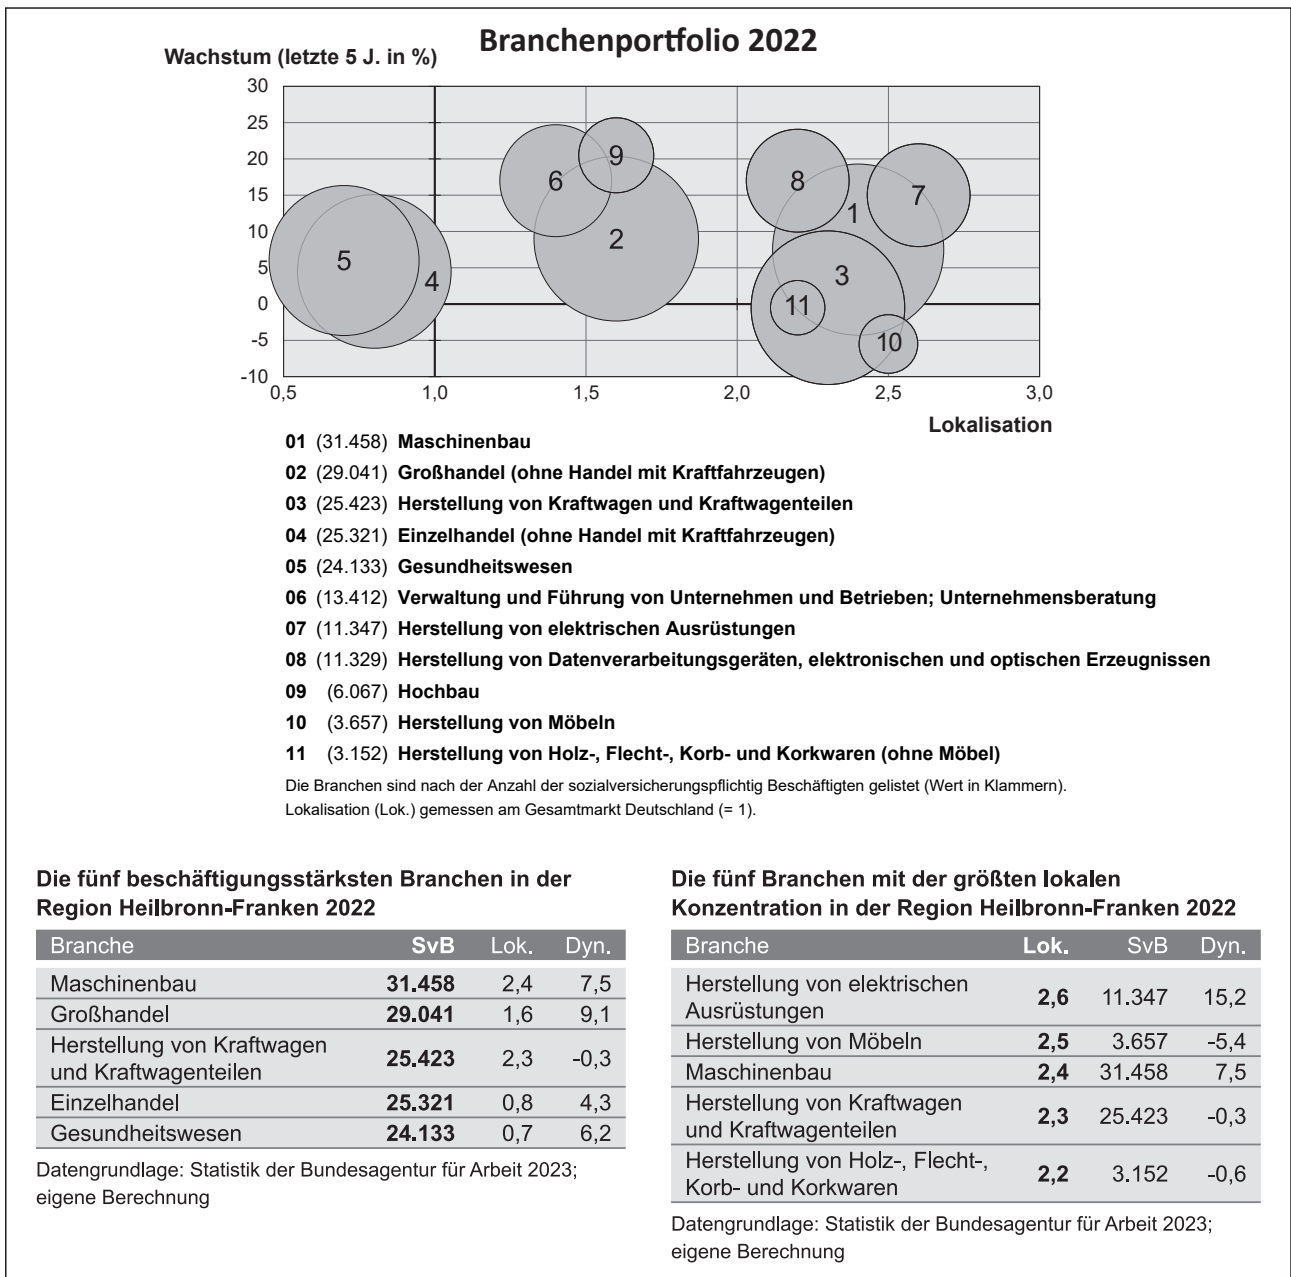 Branchenportfolio 2022
Wachstum (letzte 5 J. in %)
30
25
20
15
10
5
0
-5
-10
0,5
1,0
1,5
2,0
2,5
3,0
Lokalisation
9
6
8
7
1
2
5
4
3
11
10
01 (31.458) Maschinenbau
02 (29.041) Großhandel (ohne Handel mit Kraftfahrzeugen)
03 (25.423) Herstellung von Kraftwagen und Kraftwagenteilen
04 (25.321) Einzelhandel (ohne Handel mit Kraftfahrzeugen)
05 (24.133) Gesundheitswesen
06 (13.412) Verwaltung und Führung von Unternehmen und Betrieben; Unternehmensberatung
07 (11.347) Herstellung von elektrischen Ausrüstungen
08 (11.329) Herstellung von Datenverarbeitungsgeräten, elektronischen und optischen Erzeugnissen
09 (6.067) Hochbau
10 (3.657) Herstellung von Möbeln
11 (3.152) Herstellung von Holz-, Flecht-, Korb- und Korkwaren (ohne Möbel)
Die Branchen sind nach der Anzahl der sozialversicherungspflichtig Beschäftigten gelistet (Wert in Klammern).
Lokalisation (Lok.) gemessen am Gesamtmarkt Deutschland (= 1).
Die fünf beschäftigungsstärksten Branchen in der
Region Heilbronn-Franken 2022
Branche SvB Lok. Dyn.
Maschinenbau 31.458 2,4 7,5
Großhandel 29.041 1,6 9,1
Herstellung von Kraftwagen
und Kraftwagenteilen 25.423 2,3 -0,3
Einzelhandel 25.321 0,8 4,3
Gesundheitswesen 24.133 0,7 6,2
Datengrundlage: Statistik der Bundesagentur für Arbeit 2023;
eigene Berechnung
Die fünf Branchen mit der größten lokalen
Konzentration in der Region Heilbronn-Franken 2022
Branche Lok. SvB Dyn.
Herstellung von elektrischen
Ausrüstungen 2,6 11.347 15,2
Herstellung von Möbeln 2,5 3.657 -5,4
Maschinenbau 2,4 31.458 7,5
Herstellung von Kraftwagen
und Kraftwagenteilen 2,3 25.423 -0,3
Herstellung von Holz-, Flecht-,
Korb- und Korkwaren 2,2 3.152 -0,6
Datengrundlage: Statistik der Bundesagentur für Arbeit 2023;
eigene Berechnung